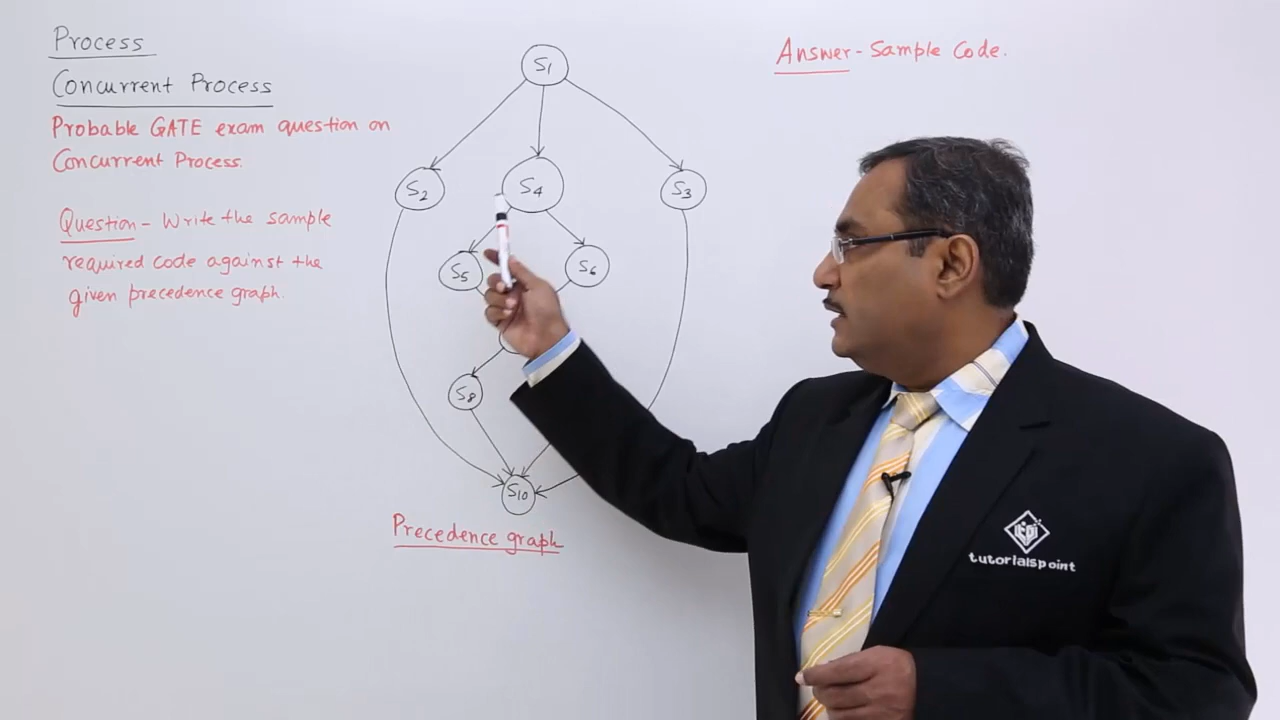 Process
Concurrent Process
Probable GATE exam question on
Concurrent Process.
Question - Write the sample
required code against the
given precedence graph.
S1
S2
S4
S3
S5
S6
S8
S10
Precedence graph
Answer - Sample Code.
tutorialspoint